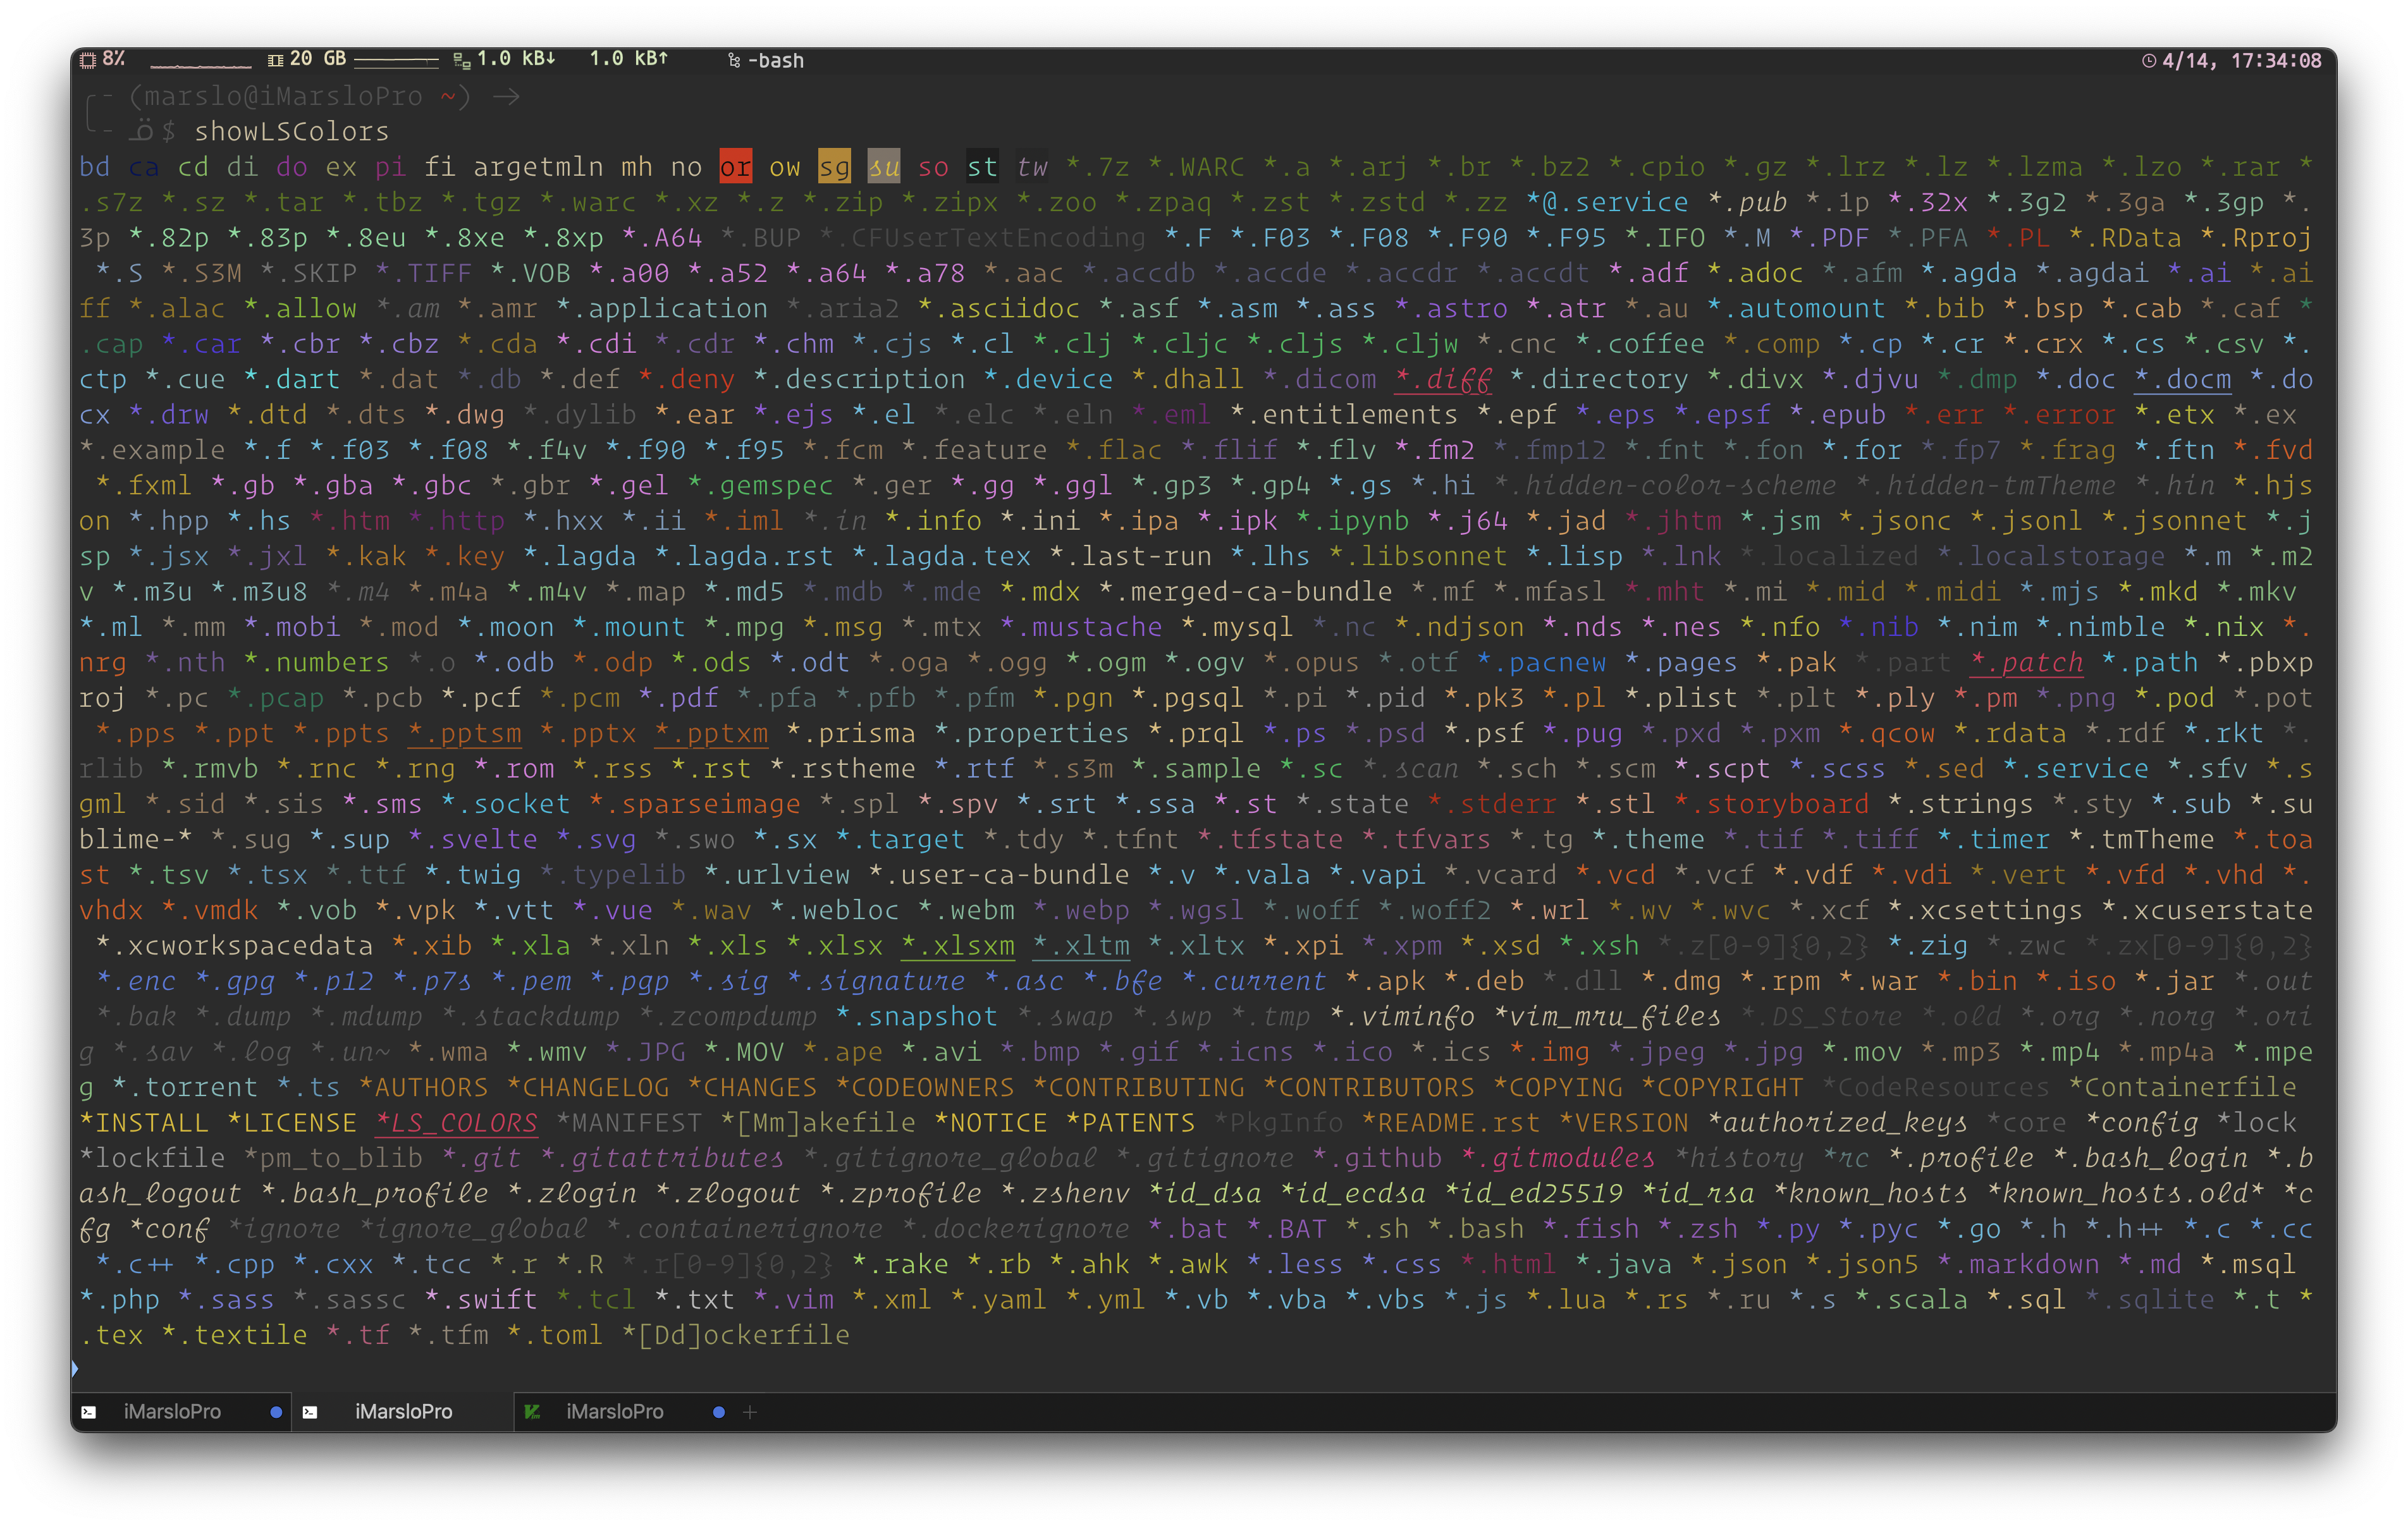 8% 20 GB 1.0 kB↓ 1.0 kB↑ -bash 4/14, 17:34:08
(marslo@iMarsloPro ~) →
$ showLSColors
bd ca cd di do ex pi fi argetmln mh no or ow sg su so st tw *.7z *.WARC *.a *.arj *.br *.bz2 *.cpio *.gz *.lrz *.lz *.lzma *.lzo *.rar *
.s7z *.sz *.tar *.tbz *.tgz *.warc *.xz *.z *.zip *.zipx *.zoo *.zpaq *.zst *.zstd *.zz *@.service *.pub *.1p *.32x *.3g2 *.3ga *.3gp *.
3p *.82p *.83p *.8eu *.8xe *.8xp *.A64 *.BUP *.CFUserTextEncoding *.F *.F03 *.F08 *.F90 *.F95 *.IFO *.M *.PDF *.PFA *.PL *.RData *.Rproj
*.S *.S3M *.SKIP *.TIFF *.VOB *.a00 *.a52 *.a64 *.a78 *.aac *.accdb *.accde *.accdr *.accdt *.adf *.adoc *.afm *.agda *.agdai *.ai *.ai
ff *.alac *.allow *.am *.amr *.application *.aria2 *.asciidoc *.asf *.asm *.ass *.astro *.atr *.au *.automount *.bib *.bsp *.cab *.caf *
.cap *.car *.cbr *.cbz *.cda *.cdi *.cdr *.chm *.cjs *.cl *.clj *.cljc *.cljs *.cljw *.cnc *.coffee *.comp *.cp *.cr *.crx *.cs *.csv *.
ctp *.cue *.dart *.dat *.db *.def *.deny *.description *.device *.dhall *.dicom *.diff *.directory *.divx *.djvu *.dmp *.doc *.docm *.do
cx *.drw *.dtd *.dts *.dwg *.dylib *.ear *.ejs *.el *.elc *.eln *.eml *.entitlements *.epf *.eps *.epsf *.epub *.err *.error *.etx *.ex
*.example *.f *.f03 *.f08 *.f4v *.f90 *.f95 *.fcm *.feature *.flac *.flif *.flv *.fm2 *.fmp12 *.fnt *.fon *.for *.fp7 *.frag *.ftn *.fvd
*.fxml *.gb *.gba *.gbc *.gbr *.gel *.gemspec *.ger *.gg *.ggl *.gp3 *.gp4 *.gs *.hi *.hidden-color-scheme *.hidden-tmTheme *.hin *.hjs
on *.hpp *.hs *.htm *.http *.hxx *.ii *.iml *.in *.info *.ini *.ipa *.ipk *.ipynb *.j64 *.jad *.jhtm *.jsm *.jsonc *.jsonl *.jsonnet *.j
sp *.jsx *.jxl *.kak *.key *.lagda *.lagda.rst *.lagda.tex *.last-run *.lhs *.libsonnet *.lisp *.lnk *.localized *.localstorage *.m *.m2
v *.m3u *.m3u8 *.m4 *.m4a *.m4v *.map *.md5 *.mdb *.mde *.mdx *.merged-ca-bundle *.mf *.mfasl *.mht *.mi *.mid *.midi *.mjs *.mkd *.mkv
*.ml *.mm *.mobi *.mod *.moon *.mount *.mpg *.msg *.mtx *.mustache *.mysql *.nc *.ndjson *.nds *.nes *.nfo *.nib *.nim *.nimble *.nix *.
nrg *.nth *.numbers *.o *.odb *.odp *.ods *.odt *.oga *.ogg *.ogm *.ogv *.opus *.otf *.pacnew *.pages *.pak *.part *.patch *.path *.pbxp
roj *.pc *.pcap *.pcb *.pcf *.pcm *.pdf *.pfa *.pfb *.pfm *.pgn *.pgsql *.pi *.pid *.pk3 *.pl *.plist *.plt *.ply *.pm *.png *.pod *.pot
*.pps *.ppt *.ppts *.pptsm *.pptx *.pptxm *.prisma *.properties *.prql *.ps *.psd *.psf *.pug *.pxd *.pxm *.qcow *.rdata *.rdf *.rkt *.
rlib *.rmvb *.rnc *.rng *.rom *.rss *.rst *.rstheme *.rtf *.s3m *.sample *.sc *.scan *.sch *.scm *.scpt *.scss *.sed *.service *.sfv *.s
gml *.sid *.sis *.sms *.socket *.sparseimage *.spl *.spv *.srt *.ssa *.st *.state *.stderr *.stl *.storyboard *.strings *.sty *.sub *.su
blime-* *.sug *.sup *.svelte *.svg *.swo *.sx *.target *.tdy *.tfnt *.tfstate *.tfvars *.tg *.theme *.tif *.tiff *.timer *.tmTheme *.toa
st *.tsv *.tsx *.ttf *.twig *.typelib *.urlview *.user-ca-bundle *.v *.vala *.vapi *.vcard *.vcd *.vcf *.vdf *.vdi *.vert *.vfd *.vhd *.
vhdx *.vmdk *.vob *.vpk *.vtt *.vue *.wav *.webloc *.webm *.webp *.wgsl *.woff *.woff2 *.wrl *.wv *.wvc *.xcf *.xcsettings *.xcuserstate
*.xcworkspacedata *.xib *.xla *.xln *.xls *.xlsx *.xlsxm *.xltm *.xltx *.xpi *.xpm *.xsd *.xsh *.z[0-9]{0,2} *.zig *.zwc *.zx[0-9]{0,2}
*.enc *.gpg *.p12 *.p7s *.pem *.pgp *.sig *.signature *.asc *.bfe *.current *.apk *.deb *.dll *.dmg *.rpm *.war *.bin *.iso *.jar *.out
*.bak *.dump *.mdump *.stackdump *.zcompdump *.snapshot *.swap *.swp *.tmp *.viminfo *vim_mru_files *.DS_Store *.old *.org *.norg *.ori
g *.sav *.log *.un~ *.wma *.wmv *.JPG *.MOV *.ape *.avi *.bmp *.gif *.icns *.ico *.ics *.img *.jpeg *.jpg *.mov *.mp3 *.mp4 *.mp4a *.mpe
g *.torrent *.ts *AUTHORS *CHANGELOG *CHANGES *CODEOWNERS *CONTRIBUTING *CONTRIBUTORS *COPYING *COPYRIGHT *CodeResources *Containerfile
*INSTALL *LICENSE *LS_COLORS *MANIFEST *[Mm]akefile *NOTICE *PATENTS *PkgInfo *README.rst *VERSION *authorized_keys *core *config *lock
*lockfile *pm_to_blib *.git *.gitattributes *.gitignore_global *.gitignore *.github *.gitmodules *history *rc *.profile *.bash_login *.b
ash_logout *.bash_profile *.zlogin *.zlogout *.zprofile *.zshenv *id_dsa *id_ecdsa *id_ed25519 *id_rsa *known_hosts *known_hosts.old* *c
fg *conf *ignore *ignore_global *.containerignore *.dockerignore *.bat *.BAT *.sh *.bash *.fish *.zsh *.py *.pyc *.go *.h *.h++ *.c *.cc
*.c++ *.cpp *.cxx *.tcc *.r *.R *.r[0-9]{0,2} *.rake *.rb *.ahk *.awk *.less *.css *.html *.java *.json *.json5 *.markdown *.md *.msql
*.php *.sass *.sassc *.swift *.tcl *.txt *.vim *.xml *.yaml *.yml *.vb *.vba *.vbs *.js *.lua *.rs *.ru *.s *.scala *.sql *.sqlite *.t *
.tex *.textile *.tf *.tfm *.toml *[Dd]ockerfile
iMarsloPro iMarsloPro iMarsloPro +